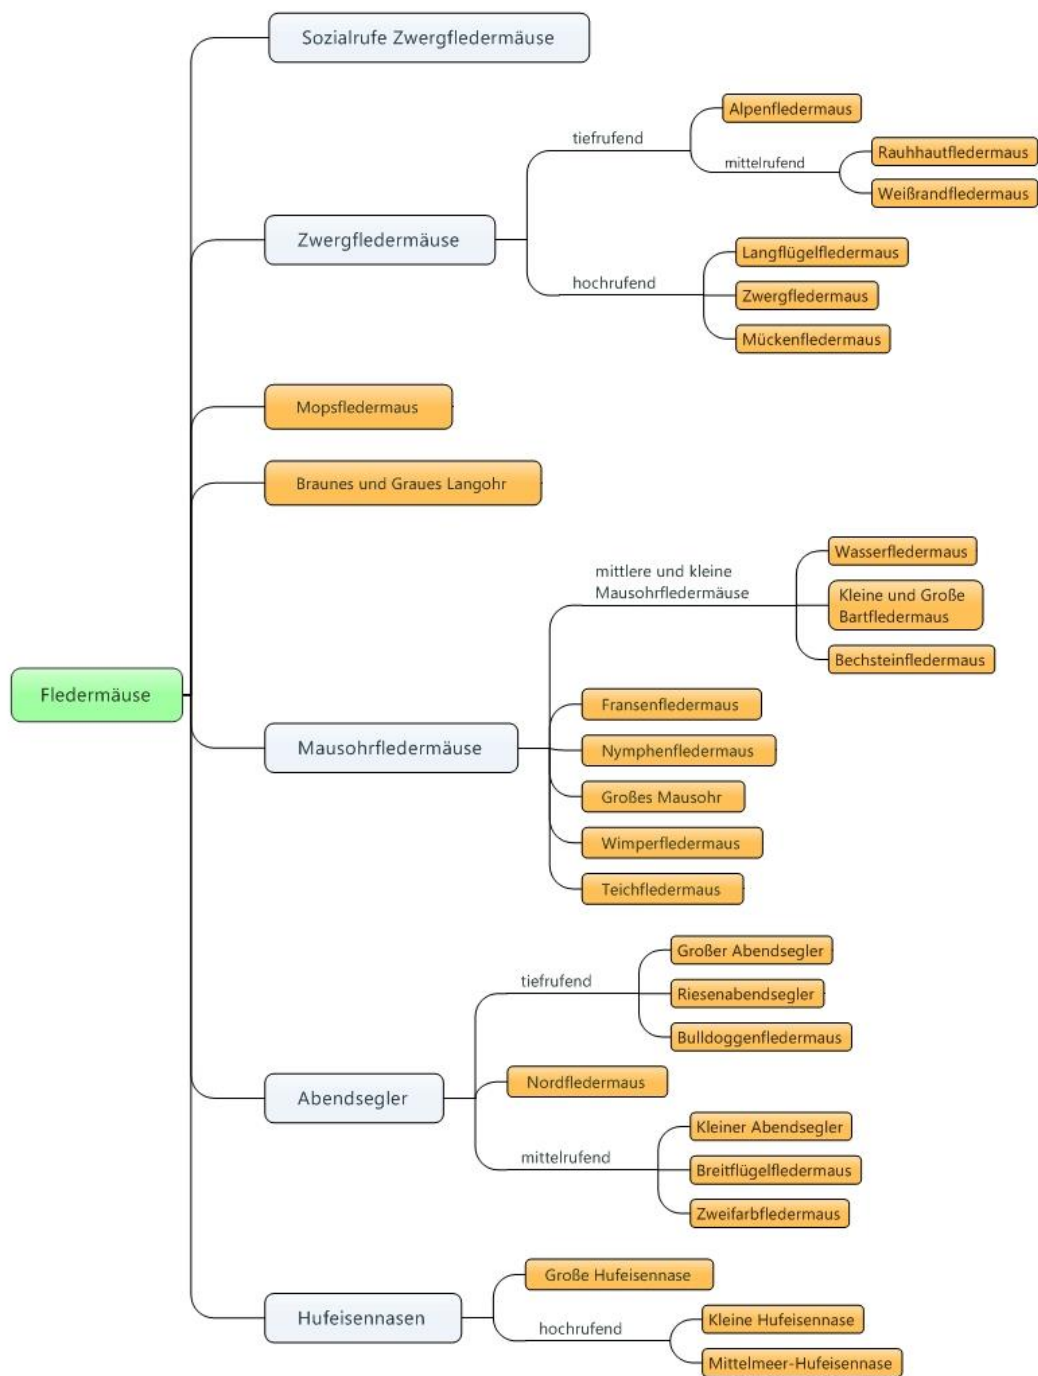 Sozialrufe Zwergfledermäuse
Alpenfledermaus
tiefrufend
Rauhhautfledermaus
mittelrufend
Weißrandfledermaus
Zwergfledermäuse
Langflügelfledermaus
hochrufend
Zwergfledermaus
Mückenfledermaus
Mopsfledermaus
Braunes und Graues Langohr
Wasserfledermaus
mittlere und kleine
Mausohrfledermäuse
Kleine und Große
Bartfledermaus
Bechsteinfledermaus
Fledermäuse
Fransenfledermaus
Mausohrfledermäuse
Nymphenfledermaus
Großes Mausohr
Wimperfledermaus
Teichfledermaus
Großer Abendsegler
tiefrufend
Riesenabendsegler
Bulldoggenfledermaus
Nordfledermaus
Abendsegler
Kleiner Abendsegler
mittelrufend
Breitflügelfledermaus
Zweifarbfledermaus
Große Hufeisennase
Hufeisennasen
hochrufend
Kleine Hufeisennase
Mittelmeer-Hufeisennase